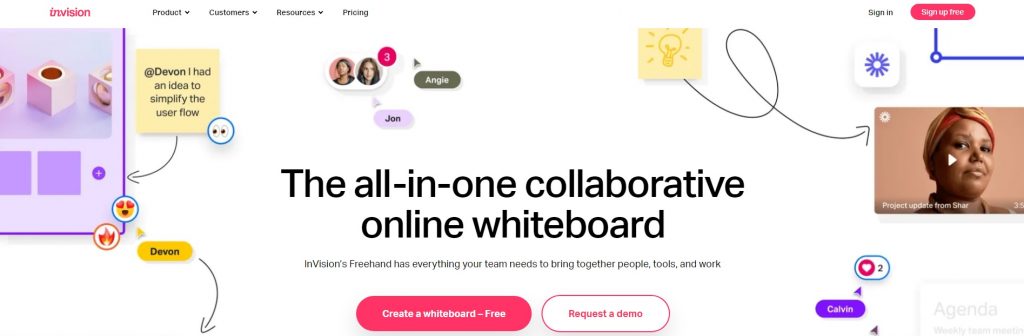 invision
Product
Customers
Resources
Pricing
Sign in
Sign up free
@Devon I had
an idea to
simplify the
user flow
3
Angie
Jon
The all-in-one collaborative
online whiteboard
Project update from Shar
3:5
Devon
InVision's Freehand has everything your team needs to bring together people, tools, and work
2
Create a whiteboard – Free
Request a demo
Calvin
Agenda
Weekly team meetin